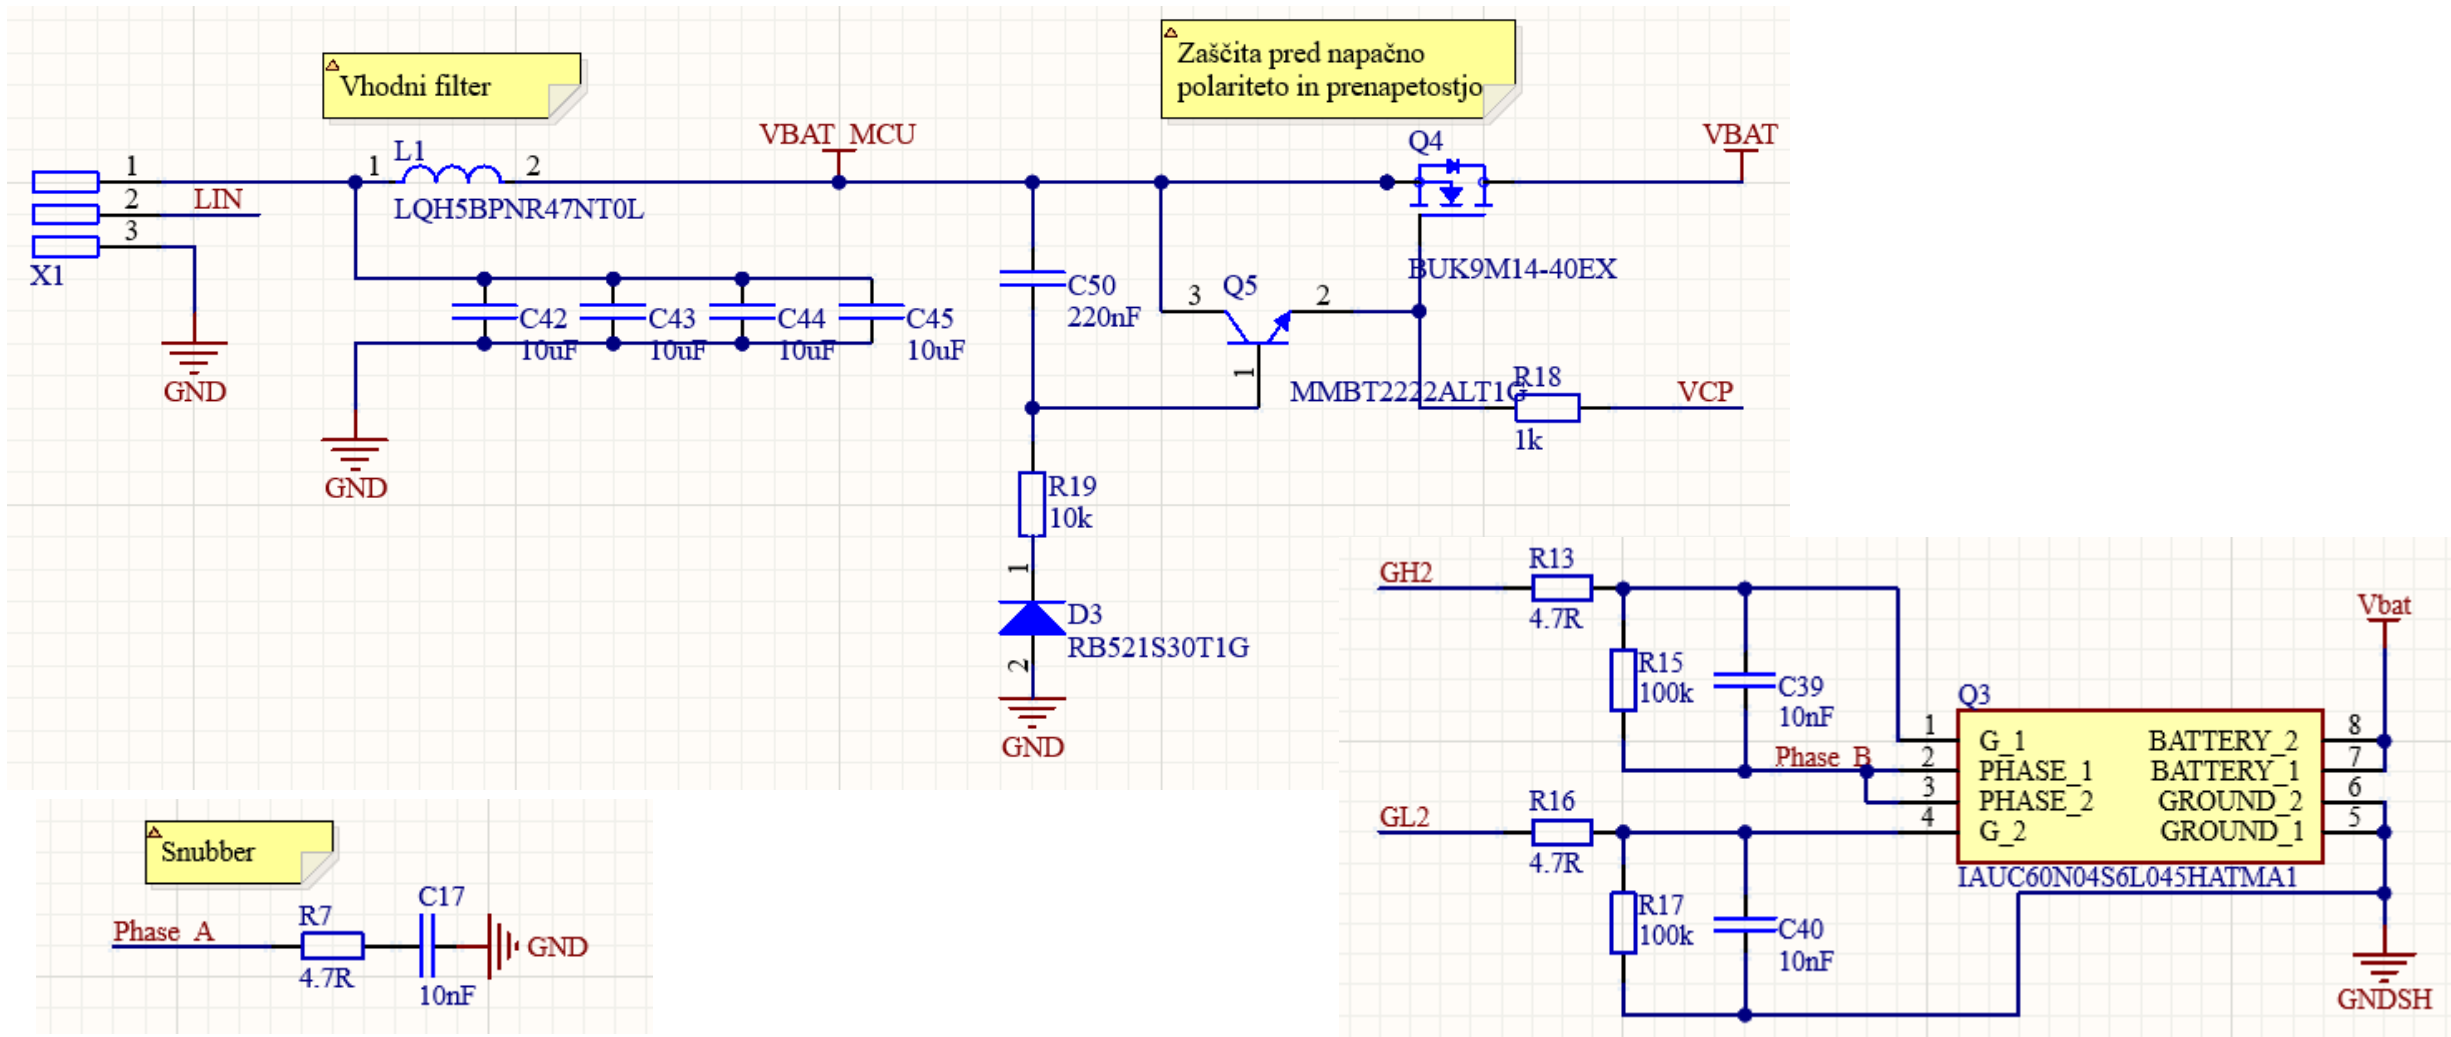 Vhodni filter
Zaščita pred napačno
polariteto in prenapetostjo
VBAT_MCU
VBAT
Q4
1
L1
1
2
2
LIN
LQH5BPNR47NT0L
3
X1
BUK9M14-40EX
C50
220nF
3
Q5
2
C42
10uF
C43
10uF
C44
10uF
C45
10uF
GND
1
MMBT2222ALT1G
R18
1k
VCP
GND
R19
10k
1
D3
RB521S30T1G
2
GND
GH2
R13
4.7R
Vbat
R15
100k
C39
10nF
Q3
1
G_1
BATTERY_2
8
Phase_B
2
PHASE_1
BATTERY_1
7
3
PHASE_2
GROUND_2
6
4
G_2
GROUND_1
5
IAUC60N04S6L045HATMA1
GL2
R16
4.7R
R17
100k
C40
10nF
GNDSH
Snubber
Phase_A
R7
4.7R
C17
10nF
GND